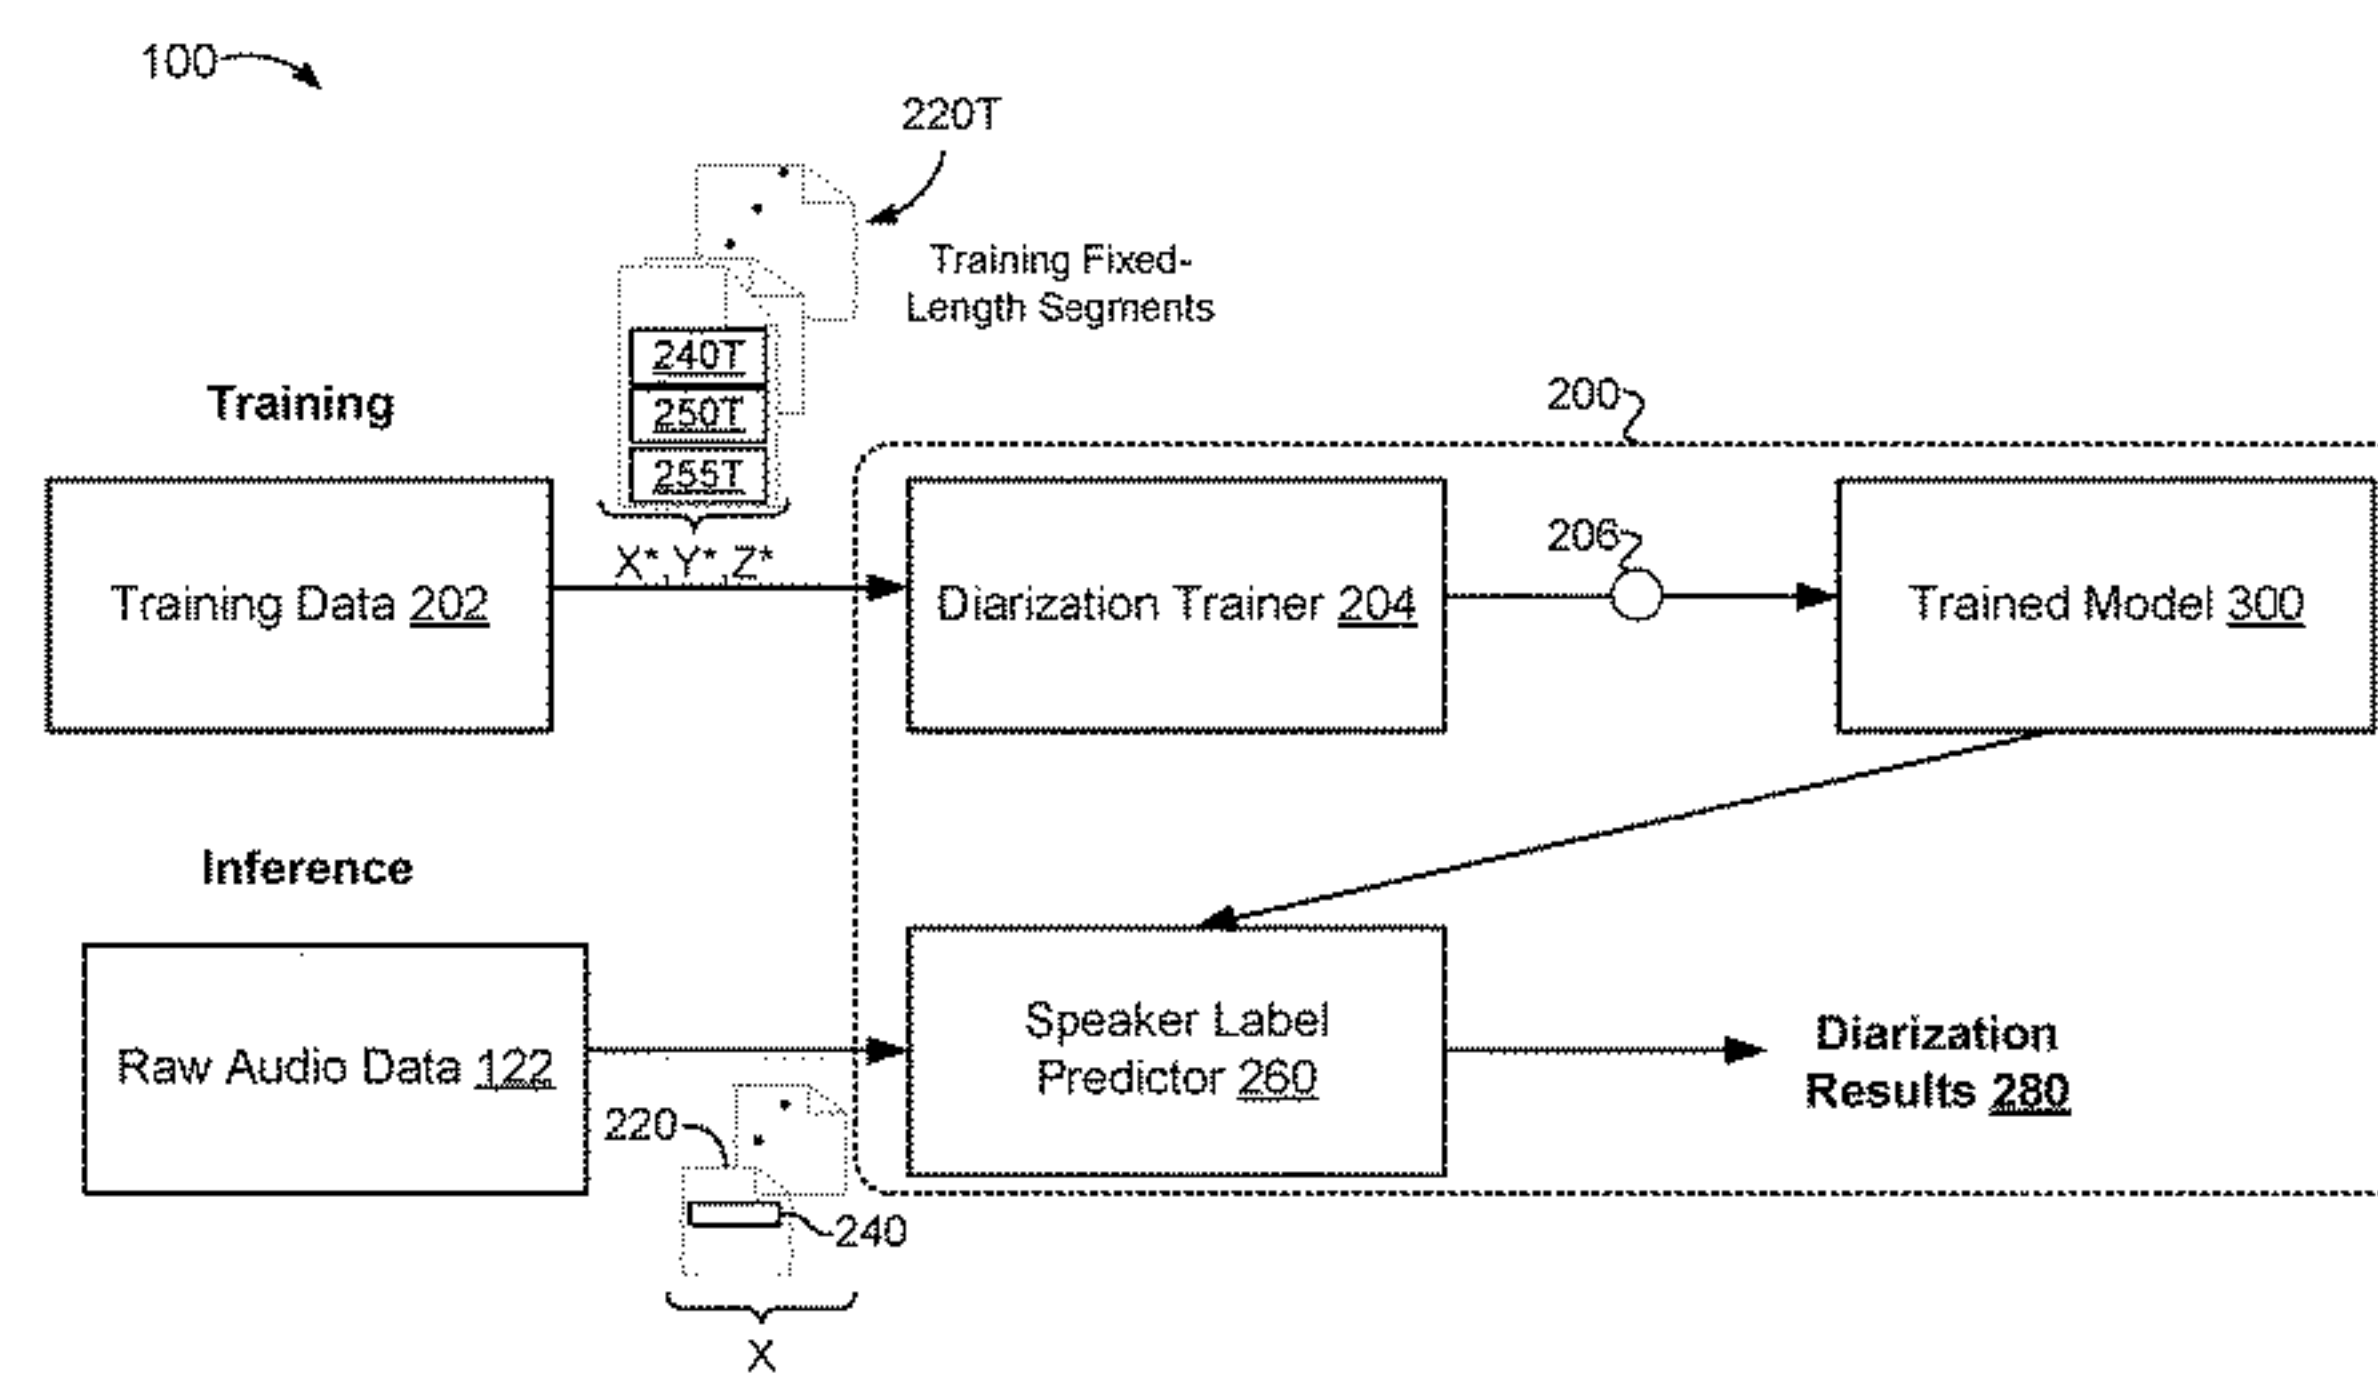 100
220T
Training Fixed-
Length Segments
240T
250T
255T
X*,Y*,Z*
Training
200
206
Training Data 202
Diarization Trainer 204
Trained Model 300
Inference
Raw Audio Data 122
Speaker Label
Predictor 260
Diarization
Results 280
220
240
X